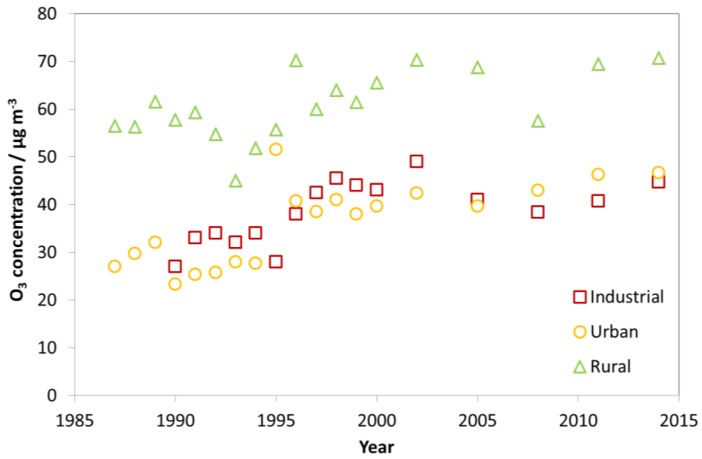 80
70
60
50
40
30
20
10
0
O₃ concentration / µg m⁻³
1985 1990 1995 2000 2005 2010 2015
Year
Industrial
Urban
Rural